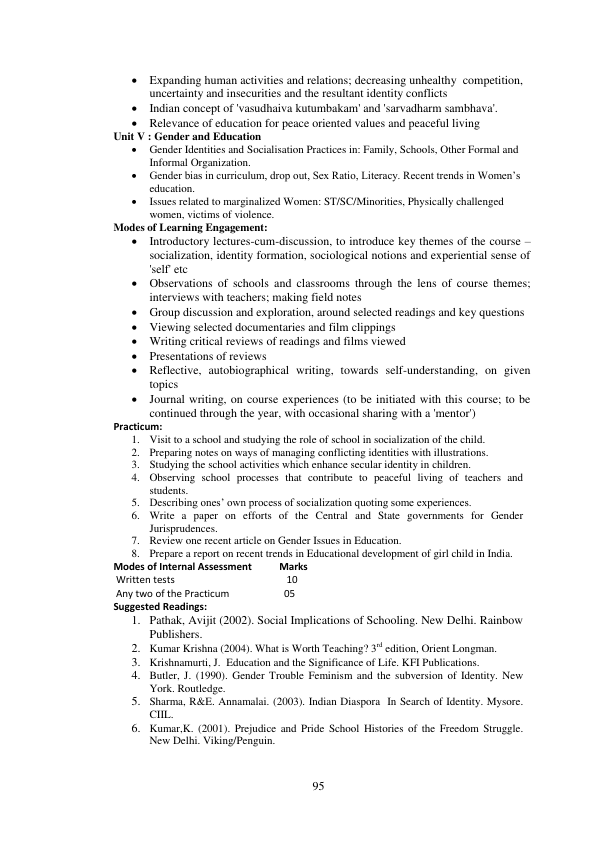 • Expanding human activities and relations; decreasing unhealthy competition,
uncertainty and insecurities and the resultant identity conflicts
• Indian concept of 'vasudhaiva kutumbakam' and 'sarvadharm sambhava'.
• Relevance of education for peace oriented values and peaceful living
Unit V : Gender and Education
• Gender Identities and Socialisation Practices in: Family, Schools, Other Formal and
Informal Organization.
• Gender bias in curriculum, drop out, Sex Ratio, Literacy. Recent trends in Women’s
education.
• Issues related to marginalized Women: ST/SC/Minorities, Physically challenged
women, victims of violence.
Modes of Learning Engagement:
• Introductory lectures-cum-discussion, to introduce key themes of the course –
socialization, identity formation, sociological notions and experiential sense of
'self' etc
• Observations of schools and classrooms through the lens of course themes;
interviews with teachers; making field notes
• Group discussion and exploration, around selected readings and key questions
• Viewing selected documentaries and film clippings
• Writing critical reviews of readings and films viewed
• Presentations of reviews
• Reflective, autobiographical writing, towards self-understanding, on given
topics
• Journal writing, on course experiences (to be initiated with this course; to be
continued through the year, with occasional sharing with a 'mentor')
Practicum:
1. Visit to a school and studying the role of school in socialization of the child.
2. Preparing notes on ways of managing conflicting identities with illustrations.
3. Studying the school activities which enhance secular identity in children.
4. Observing school processes that contribute to peaceful living of teachers and
students.
5. Describing ones’ own process of socialization quoting some experiences.
6. Write a paper on efforts of the Central and State governments for Gender
Jurisprudences.
7. Review one recent article on Gender Issues in Education.
8. Prepare a report on recent trends in Educational development of girl child in India.
Modes of Internal Assessment Marks
Written tests 10
Any two of the Practicum 05
Suggested Readings:
1. Pathak, Avijit (2002). Social Implications of Schooling. New Delhi. Rainbow
Publishers.
2. Kumar Krishna (2004). What is Worth Teaching? 3rd edition, Orient Longman.
3. Krishnamurti, J. Education and the Significance of Life. KFI Publications.
4. Butler, J. (1990). Gender Trouble Feminism and the subversion of Identity. New
York. Routledge.
5. Sharma, R&E. Annamalai. (2003). Indian Diaspora In Search of Identity. Mysore.
CIIL.
6. Kumar,K. (2001). Prejudice and Pride School Histories of the Freedom Struggle.
New Delhi. Viking/Penguin.
95